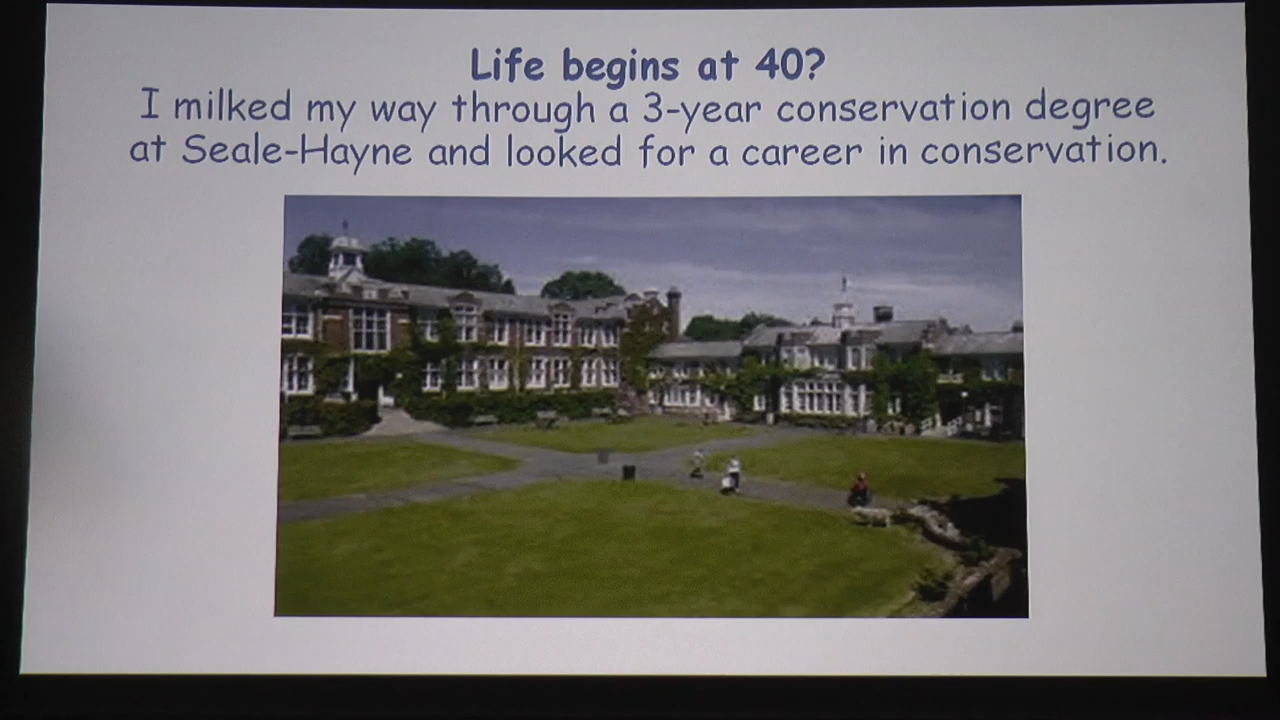 Life begins at 40?
I milked my way through a 3-year conservation degree
at Seale-Hayne and looked for a career in conservation.